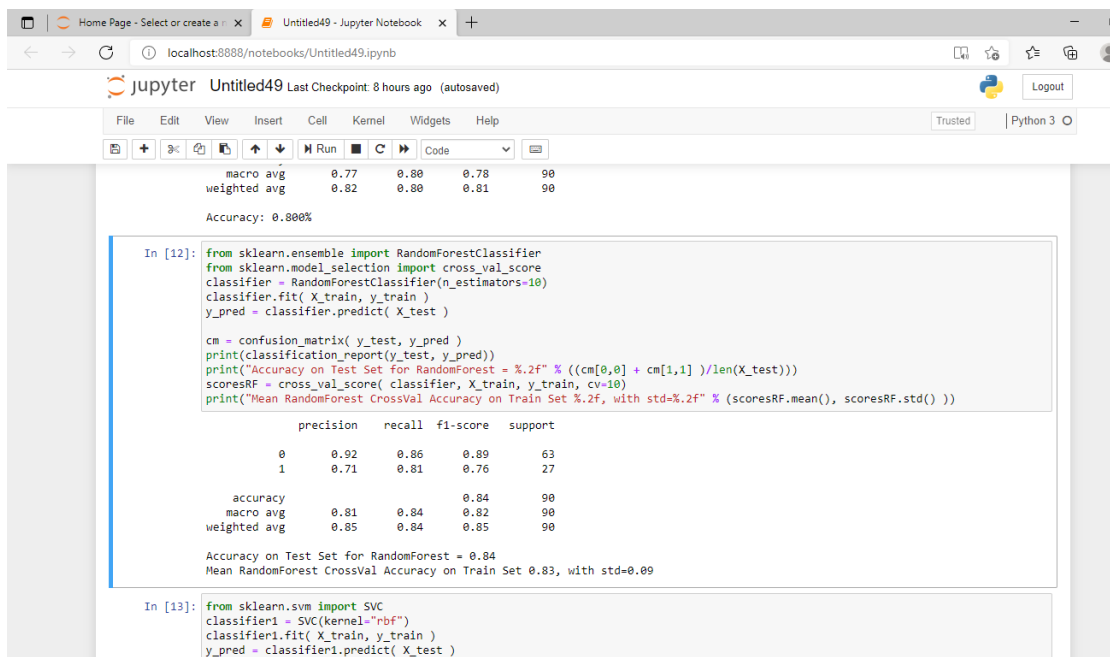 Home Page - Select or create a n
Untitled49 - Jupyter Notebook
localhost:8888/notebooks/Untitled49.ipynb
jupyter Untitled49 Last Checkpoint: 8 hours ago (autosaved)
Logout
File Edit View Insert Cell Kernel Widgets Help
Trusted
Python 3
Run
Code
macro avg 0.77 0.80 0.78 90
weighted avg 0.82 0.80 0.81 90
Accuracy: 0.800%
In [12]: from sklearn.ensemble import RandomForestClassifier
from sklearn.model_selection import cross_val_score
classifier = RandomForestClassifier(n_estimators=10)
classifier.fit( X_train, y_train )
y_pred = classifier.predict( X_test )
cm = confusion_matrix( y_test, y_pred )
print(classification_report(y_test, y_pred))
print("Accuracy on Test Set for RandomForest = %.2f" % ((cm[0,0] + cm[1,1] )/len(X_test)))
scoresRF = cross_val_score( classifier, X_train, y_train, cv=10)
print("Mean RandomForest CrossVal Accuracy on Train Set %.2f, with std=%.2f" % (scoresRF.mean(), scoresRF.std() ))
precision recall f1-score support
0 0.92 0.86 0.89 63
1 0.71 0.81 0.76 27
accuracy 0.84 90
macro avg 0.81 0.84 0.82 90
weighted avg 0.85 0.84 0.85 90
Accuracy on Test Set for RandomForest = 0.84
Mean RandomForest CrossVal Accuracy on Train Set 0.83, with std=0.09
In [13]: from sklearn.svm import SVC
classifier1 = SVC(kernel="rbf")
classifier1.fit( X_train, y_train )
y_pred = classifier1.predict( X_test )